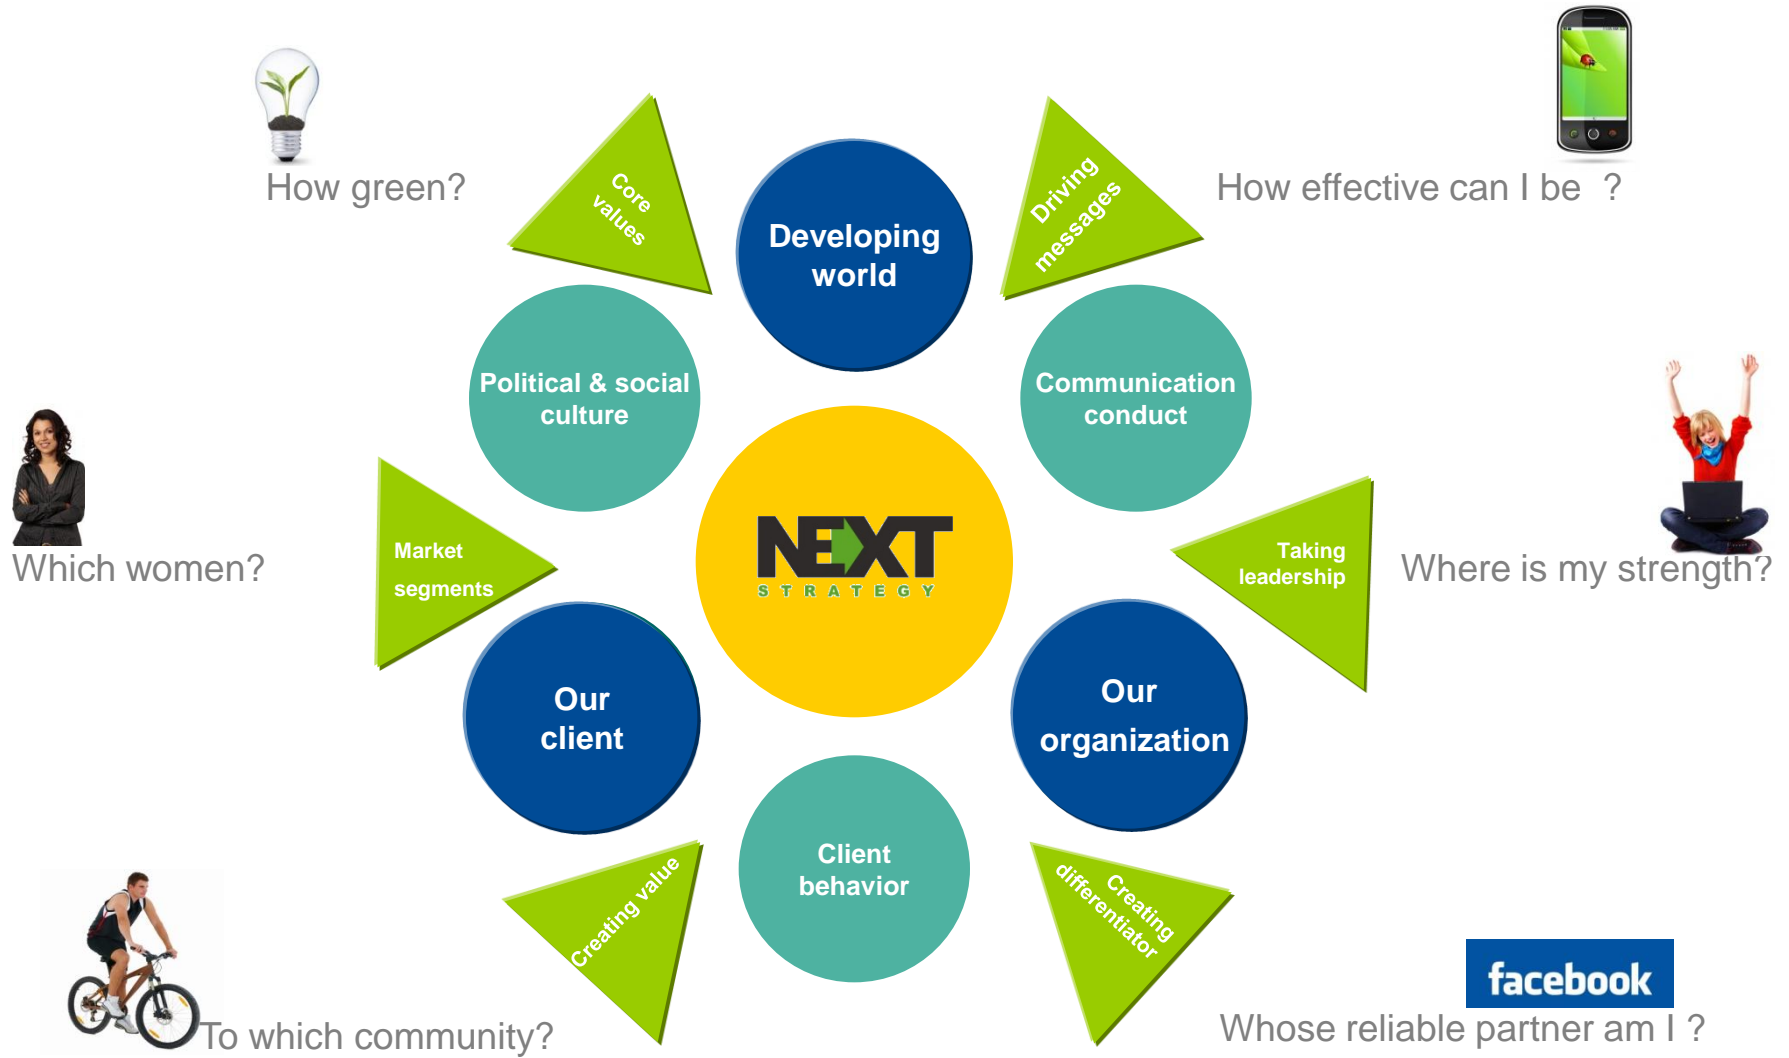 How green?
Core
values
Developing
world
Driving
messages
How effective can I be ?
Political & social
culture
Communication
conduct
Which women?
Market
segments
NEXT
STRATEGY
Taking
leadership
Where is my strength?
Our
client
Our
organization
Creating value
Client
behavior
Creating
differentiator
facebook
To which community?
Whose reliable partner am I ?